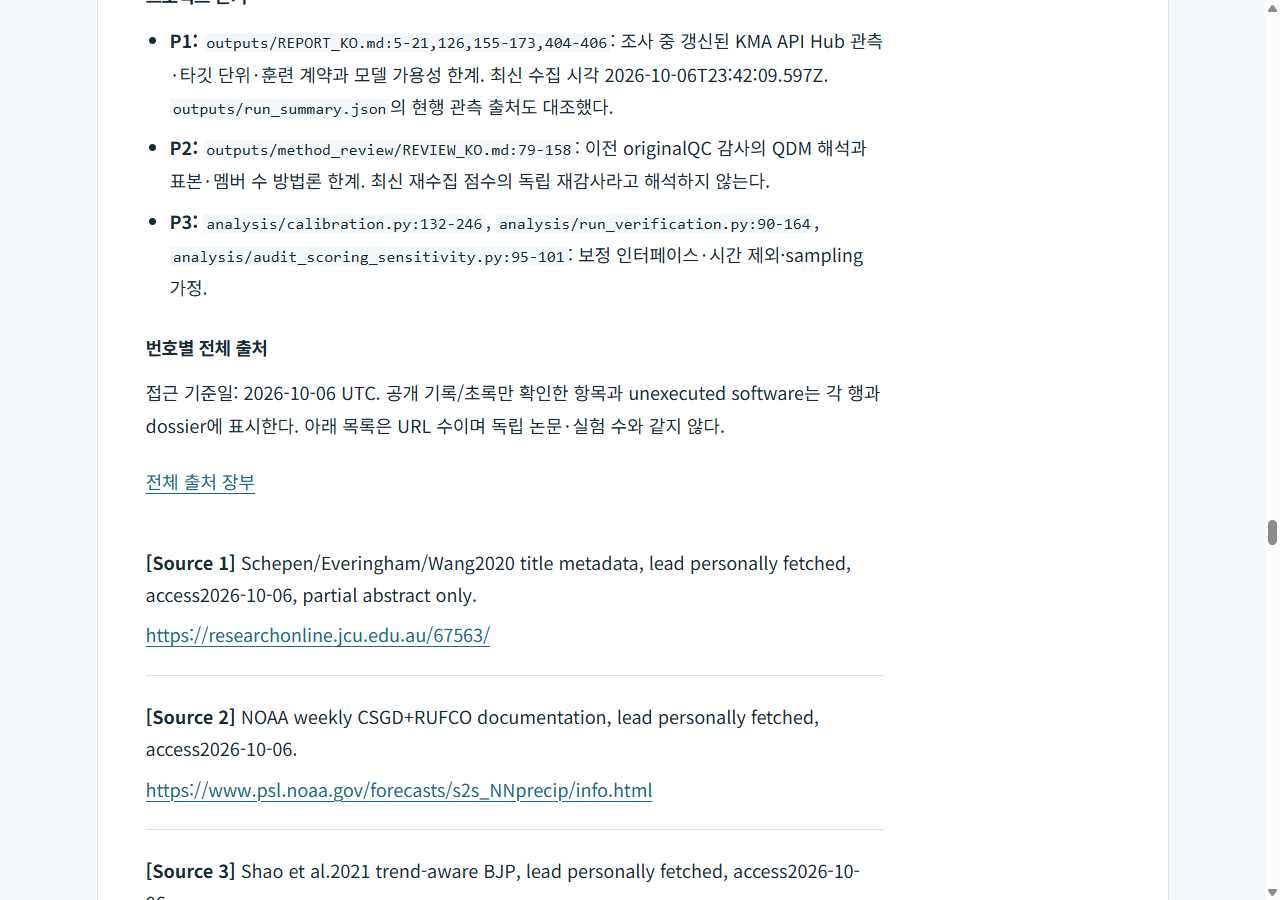 P1: outputs/REPORT_KO.md:5-21,126,155-173,404-406: 조사 중 갱신된 KMA API Hub 관측
·타깃 단위·훈련 계약과 모델 가용성 한계. 최신 수집 시각 2026-10-06T23:42:09.597Z.
outputs/run_summary.json의 현행 관측 출처도 대조했다.
P2: outputs/method_review/REVIEW_KO.md:79-158: 이전 originalQC 감사의 QDM 해석과
표본·멤버 수 방법론 한계. 최신 재수집 점수의 독립 재감사라고 해석하지 않는다.
P3: analysis/calibration.py:132-246, analysis/run_verification.py:90-164,
analysis/audit_scoring_sensitivity.py:95-101: 보정 인터페이스·시간 제외·sampling
가정.
번호별 전체 출처
접근 기준일: 2026-10-06 UTC. 공개 기록/초록만 확인한 항목과 unexecuted software는 각 행과
dossier에 표시한다. 아래 목록은 URL 수이며 독립 논문·실험 수와 같지 않다.
전체 출처 장부
[Source 1] Schepen/Everingham/Wang2020 title metadata, lead personally fetched,
access2026-10-06, partial abstract only.
https://researchonline.jcu.edu.au/67563/
[Source 2] NOAA weekly CSGD+RUFCO documentation, lead personally fetched,
access2026-10-06.
https://www.psl.noaa.gov/forecasts/s2s_NNprecip/info.html
[Source 3] Shao et al.2021 trend-aware BJP, lead personally fetched, access2026-10-